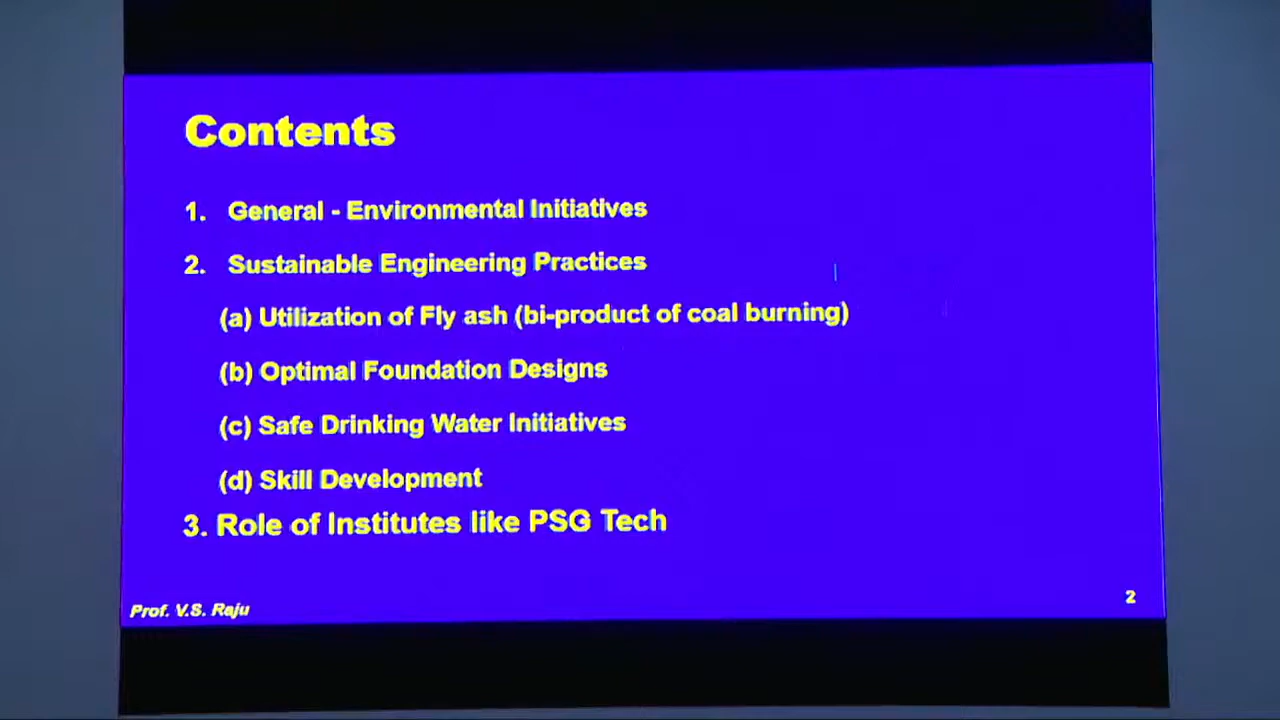 Contents
1. General - Environmental Initiatives
2. Sustainable Engineering Practices
(a) Utilization of Fly ash (bi-product of coal burning)
(b) Optimal Foundation Designs
(c) Safe Drinking Water Initiatives
(d) Skill Development
3. Role of Institutes like PSG Tech
Prof. V.S. Raju
2